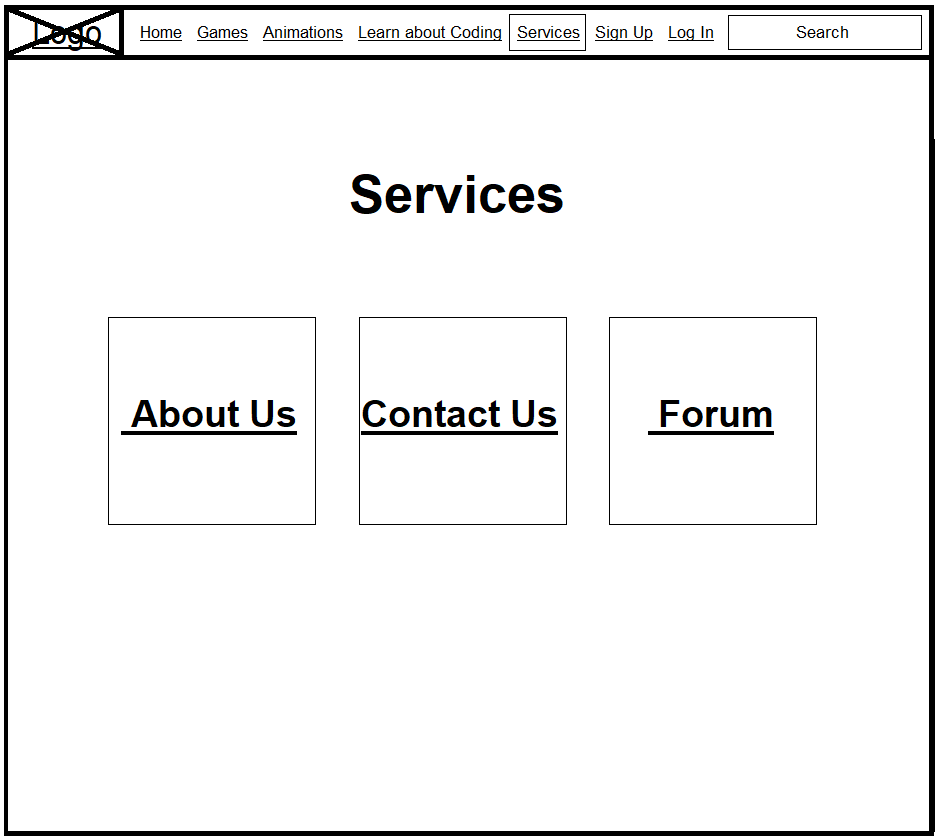 Logo Home Games Animations Learn about Coding Services Sign Up Log In Search
Services
About Us Contact Us Forum